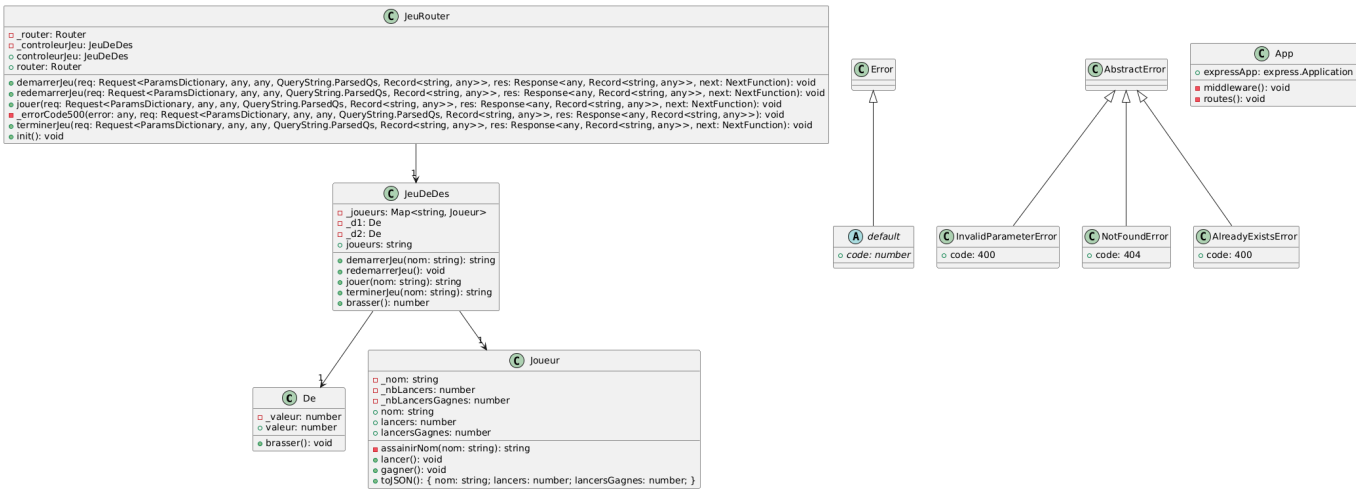 C JeuRouter
_router: Router
_controleurJeu: JeuDeDes
controleurJeu: JeuDeDes
router: Router
demarrerJeu(req: Request<ParamsDictionary, any, any, QueryString.ParsedQs, Record<string, any>>, res: Response<any, Record<string, any>>, next: NextFunction): void
redemarrerJeu(req: Request<ParamsDictionary, any, any, QueryString.ParsedQs, Record<string, any>>, res: Response<any, Record<string, any>>, next: NextFunction): void
jouer(req: Request<ParamsDictionary, any, any, QueryString.ParsedQs, Record<string, any>>, res: Response<any, Record<string, any>>, next: NextFunction): void
_errorCode500(error: any, req: Request<ParamsDictionary, any, any, QueryString.ParsedQs, Record<string, any>>, res: Response<any, Record<string, any>>): void
terminerJeu(req: Request<ParamsDictionary, any, any, QueryString.ParsedQs, Record<string, any>>, res: Response<any, Record<string, any>>, next: NextFunction): void
init(): void
C Error
C AbstractError
C App
expressApp: express.Application
middleware(): void
routes(): void
1
C JeuDeDes
_joueurs: Map<string, Joueur>
_d1: De
_d2: De
joueurs: string
demarrerJeu(nom: string): string
redemarrerJeu(): void
jouer(nom: string): string
terminerJeu(nom: string): string
brasser(): number
A default
code: number
C InvalidParameterError
code: 400
C NotFoundError
code: 404
C AlreadyExistsError
code: 400
1
1
C De
_valeur: number
valeur: number
brasser(): void
C Joueur
_nom: string
_nbLancers: number
_nbLancersGagnes: number
nom: string
lancers: number
lancersGagnes: number
assainirNom(nom: string): string
lancer(): void
gagner(): void
toJSON(): { nom: string; lancers: number; lancersGagnes: number; }